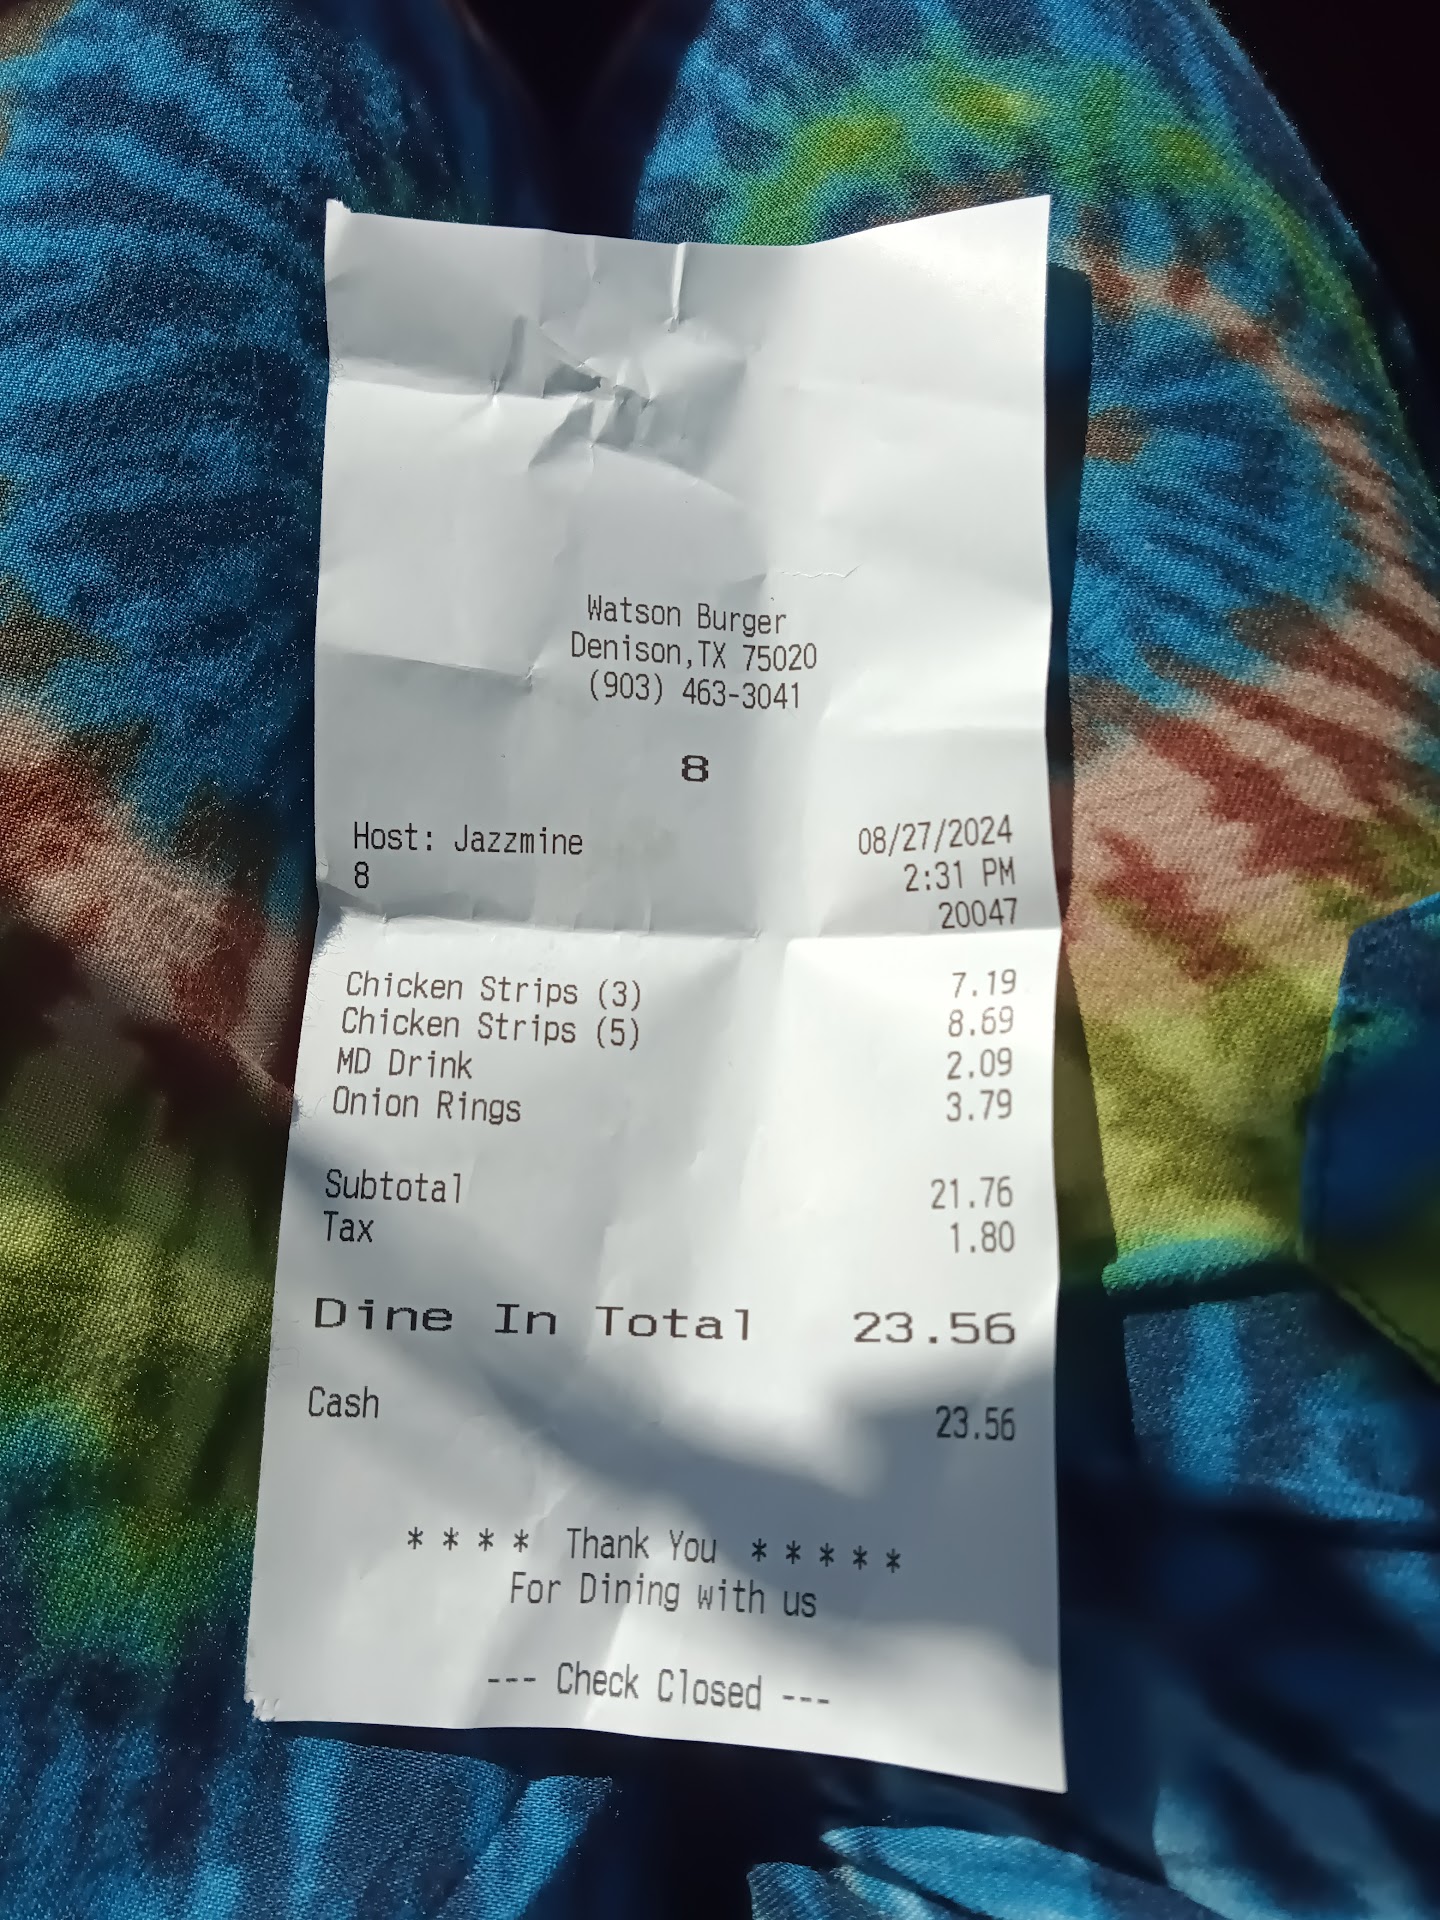 Watson Burger
Denison,TX 75020
(903) 463-3041
8
Host: Jazzmine 08/27/2024
8 2:31 PM
20047
Chicken Strips (3) 7.19
Chicken Strips (5) 8.69
MD Drink 2.09
Onion Rings 3.79
Subtotal 21.76
Tax 1.80
Dine In Total 23.56
Cash 23.56
* * * * Thank You * * * * *
For Dining with us
--- Check Closed ---